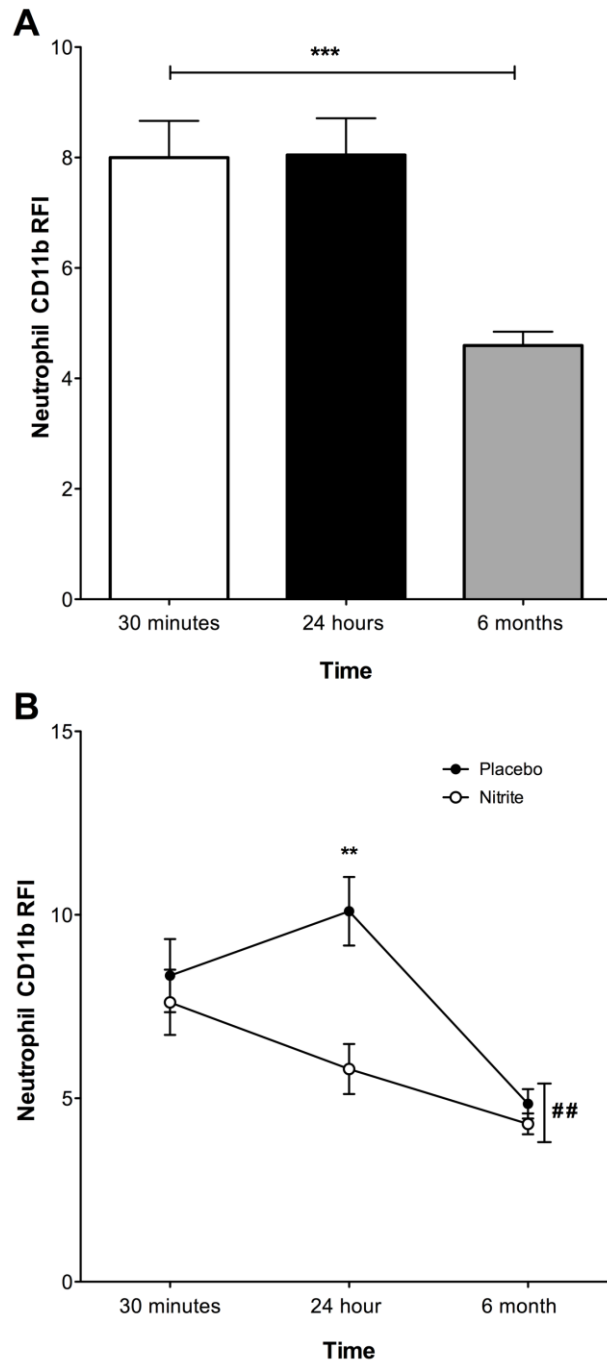 A
***
10
8
6
4
2
0
Neutrophil CD11b RFI
30 minutes 24 hours 6 months
Time
B
15
10
5
0
Neutrophil CD11b RFI
Placebo
Nitrite
**
##
30 minutes 24 hour 6 month
Time